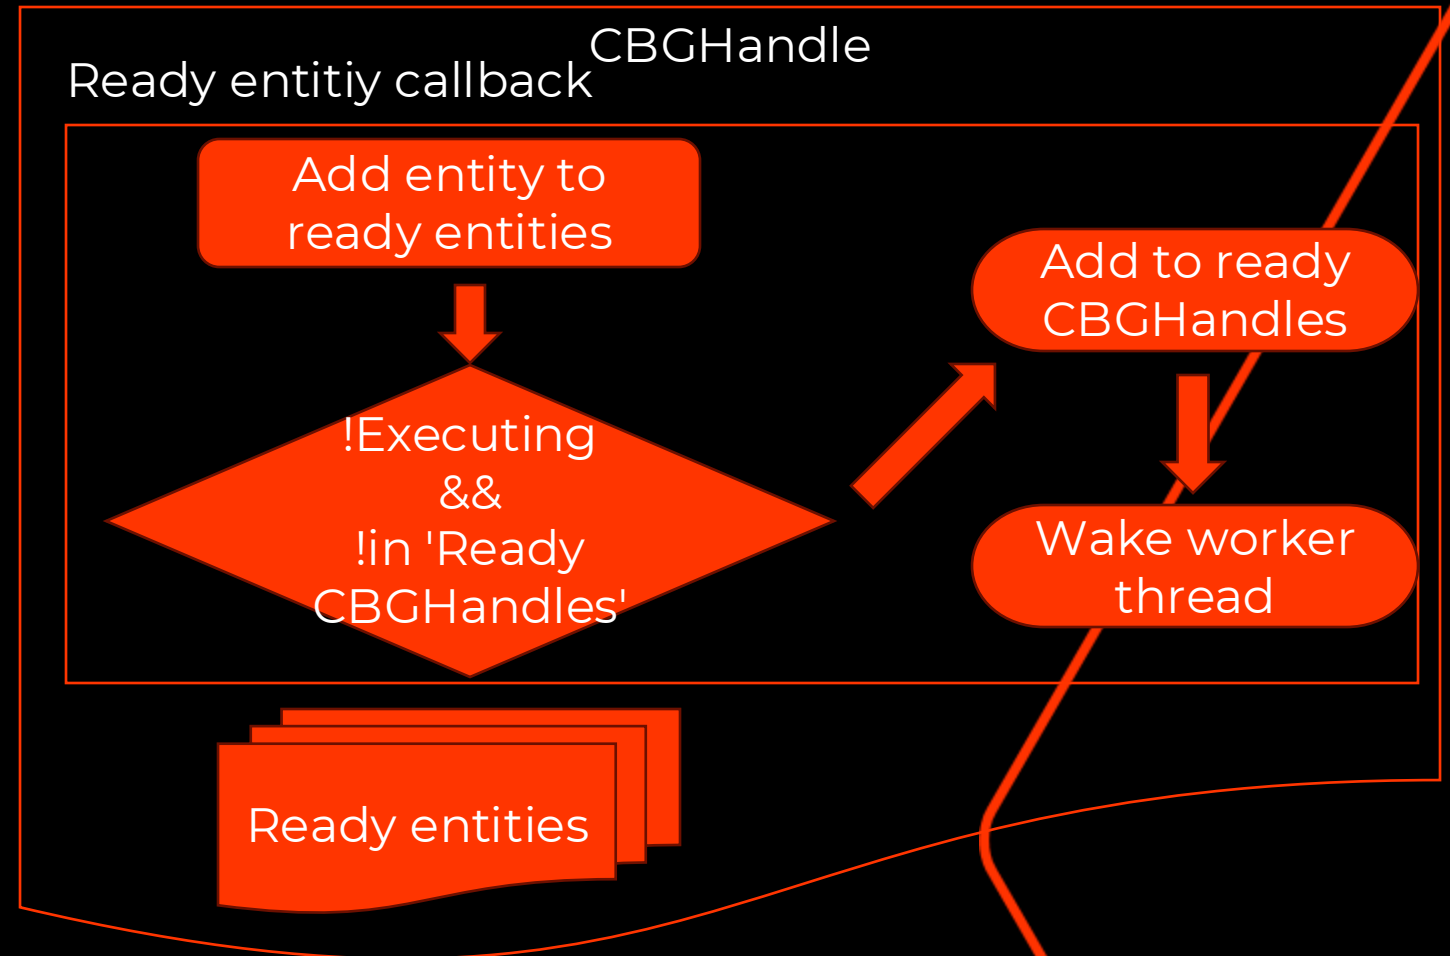 CBGHandle
Ready entitiy callback
Add entity to
ready entities
!Executing
&&
!in 'Ready
CBGHandles'
Add to ready
CBGHandles
Wake worker
thread
Ready entities